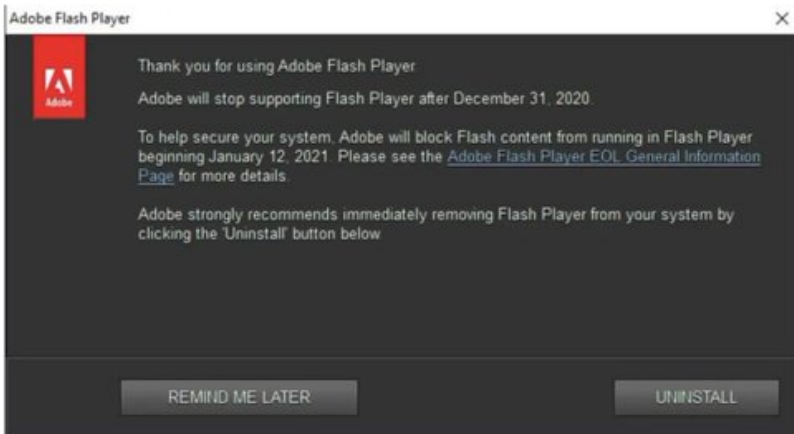 Adobe Flash Player
Adobe
Thank you for using Adobe Flash Player.
Adobe will stop supporting Flash Player after December 31, 2020.
To help secure your system, Adobe will block Flash content from running in Flash Player
beginning January 12, 2021. Please see the Adobe Flash Player EOL General Information
Page for more details.
Adobe strongly recommends immediately removing Flash Player from your system by
clicking the 'Uninstall' button below.
REMIND ME LATER
UNINSTALL